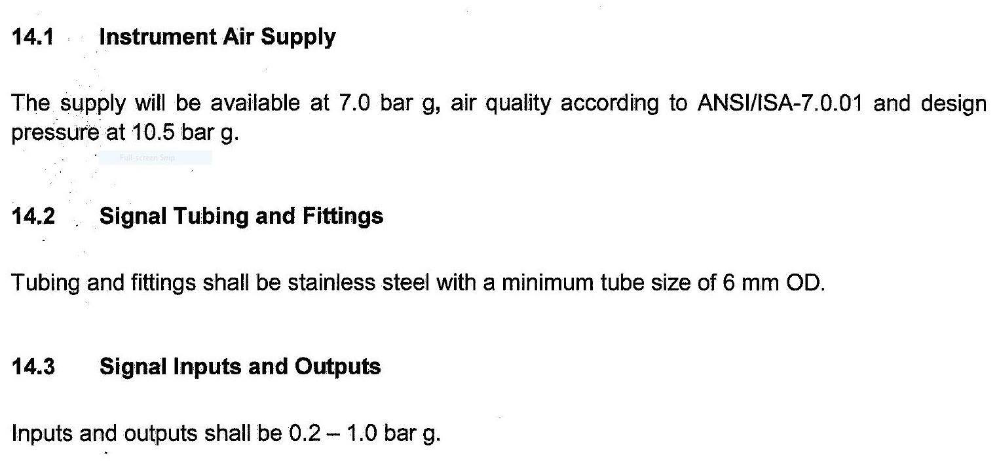 14.1 Instrument Air Supply
The supply will be available at 7.0 bar g, air quality according to ANSI/ISA-7.0.01 and design
pressure at 10.5 bar g.
Full-screen Snip
14.2 Signal Tubing and Fittings
Tubing and fittings shall be stainless steel with a minimum tube size of 6 mm OD.
14.3 Signal Inputs and Outputs
Inputs and outputs shall be 0.2 – 1.0 bar g.